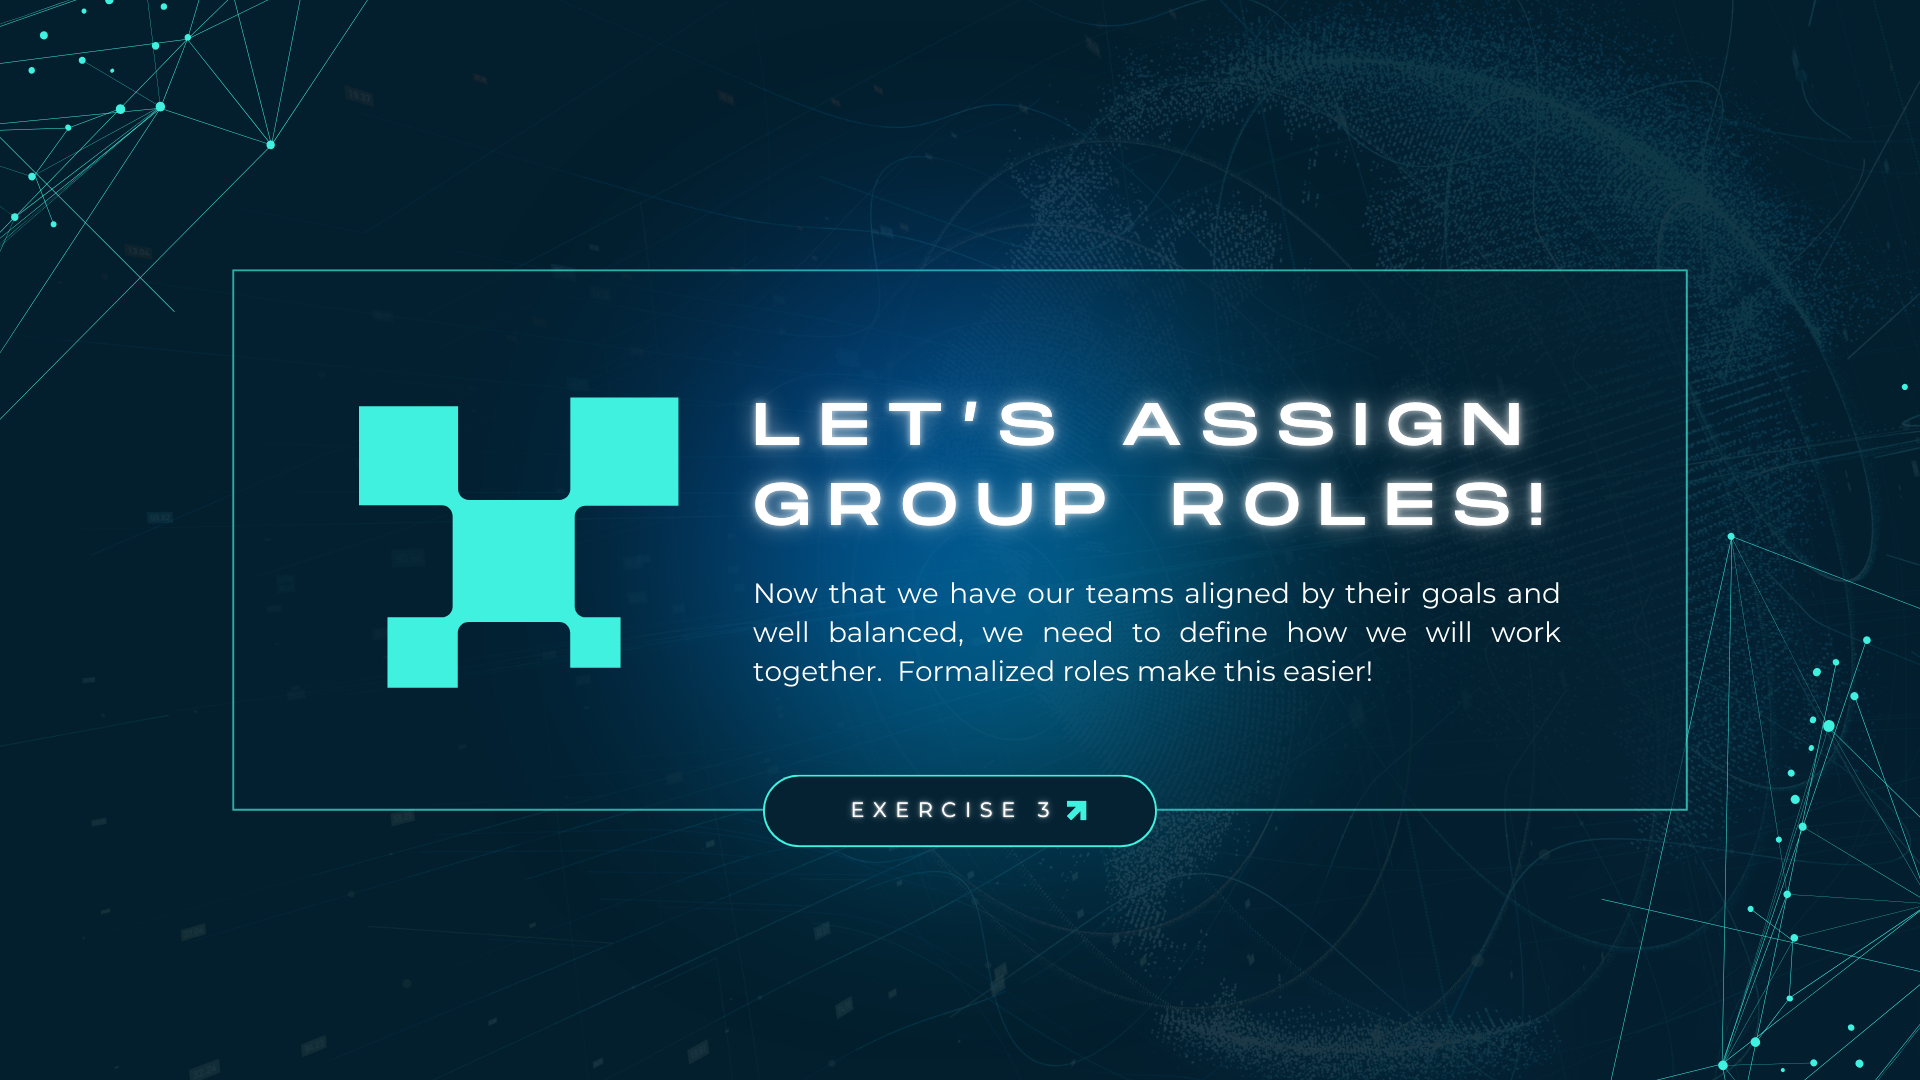 LET'S ASSIGN
GROUP ROLES!
Now that we have our teams aligned by their goals and
well balanced, we need to define how we will work
together. Formalized roles make this easier!
EXERCISE 3